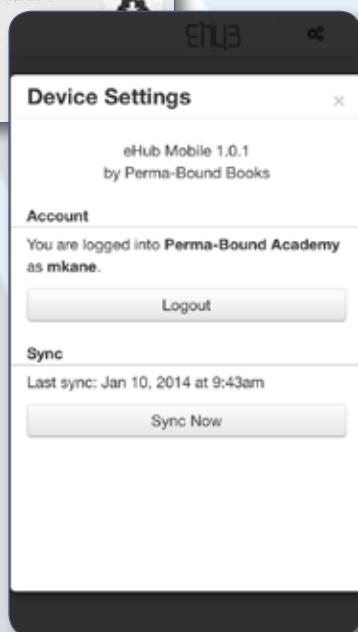 eHUB
Device Settings
×
eHub Mobile 1.0.1
by Perma-Bound Books
Account
You are logged into Perma-Bound Academy
as mkane.
Logout
Sync
Last sync: Jan 10, 2014 at 9:43am
Sync Now